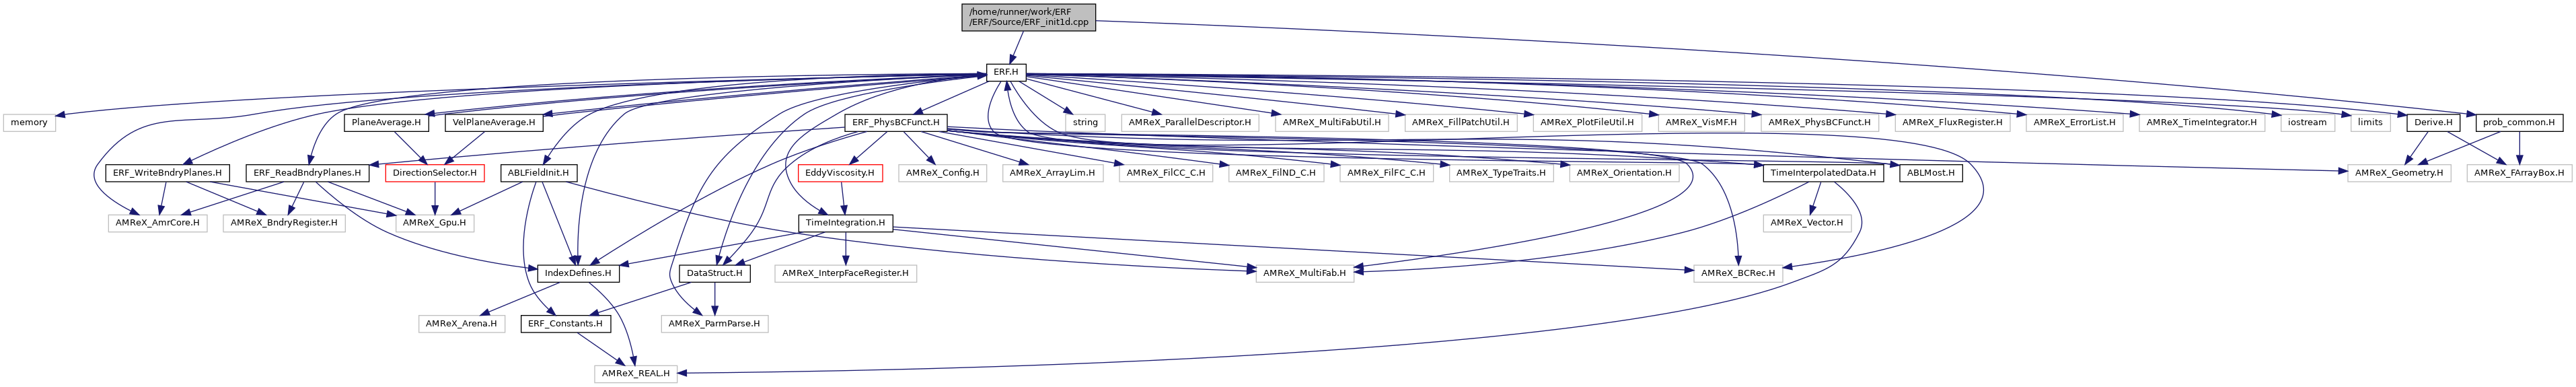 /home/runner/work/ERF
/ERF/Source/ERF_init1d.cpp
ERF.H
memory
PlaneAverage.H
VelPlaneAverage.H
ERF_PhysBCFunct.H
string
AMReX_ParallelDescriptor.H
AMReX_MultiFabUtil.H
AMReX_FillPatchUtil.H
AMReX_PlotFileUtil.H
AMReX_VisMF.H
AMReX_PhysBCFunct.H
AMReX_FluxRegister.H
AMReX_ErrorList.H
AMReX_TimeIntegrator.H
iostream
limits
Derive.H
prob_common.H
ERF_WriteBndryPlanes.H
ERF_ReadBndryPlanes.H
DirectionSelector.H
ABLFieldInit.H
EddyViscosity.H
AMReX_Config.H
AMReX_ArrayLim.H
AMReX_FilCC_C.H
AMReX_FilND_C.H
AMReX_FilFC_C.H
AMReX_TypeTraits.H
AMReX_Orientation.H
TimeInterpolatedData.H
ABLMost.H
AMReX_Geometry.H
AMReX_FArrayBox.H
AMReX_AmrCore.H
AMReX_BndryRegister.H
AMReX_Gpu.H
TimeIntegration.H
AMReX_Vector.H
IndexDefines.H
DataStruct.H
AMReX_InterpFaceRegister.H
AMReX_MultiFab.H
AMReX_BCRec.H
AMReX_Arena.H
ERF_Constants.H
AMReX_ParmParse.H
AMReX_REAL.H